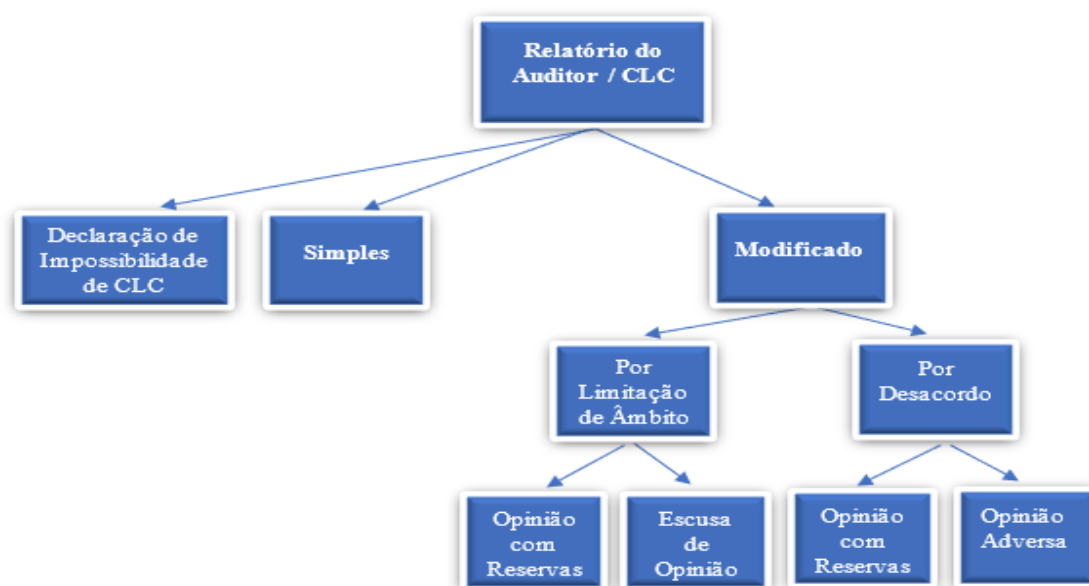 Relatório do
Auditor / CLC
Declaração de
Impossibilidade
de CLC
Simples
Modificado
Por
Limitação
de Âmbito
Por
Desacordo
Opinião
com
Reservas
Escusa
de
Opinião
Opinião
com
Reservas
Opinião
Adversa